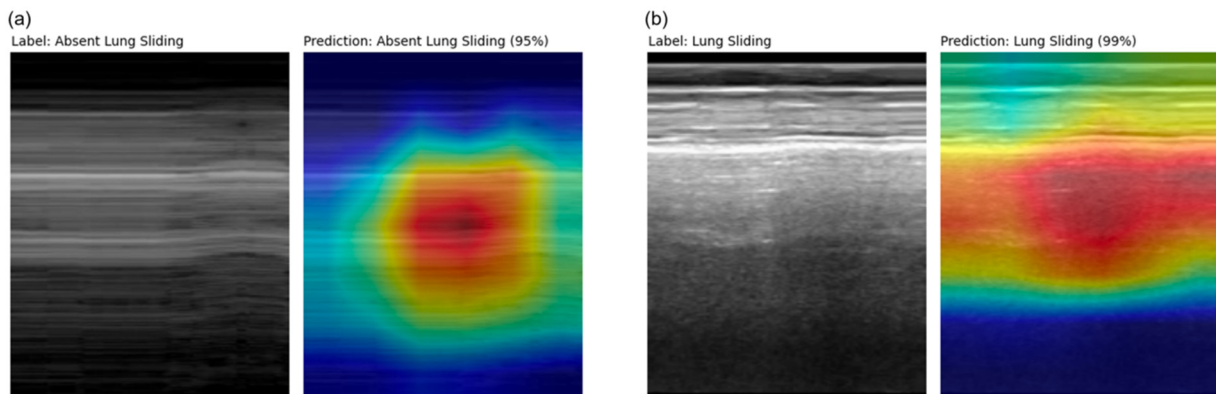 (a)
Label: Absent Lung Sliding
Prediction: Absent Lung Sliding (95%)
(b)
Label: Lung Sliding
Prediction: Lung Sliding (99%)